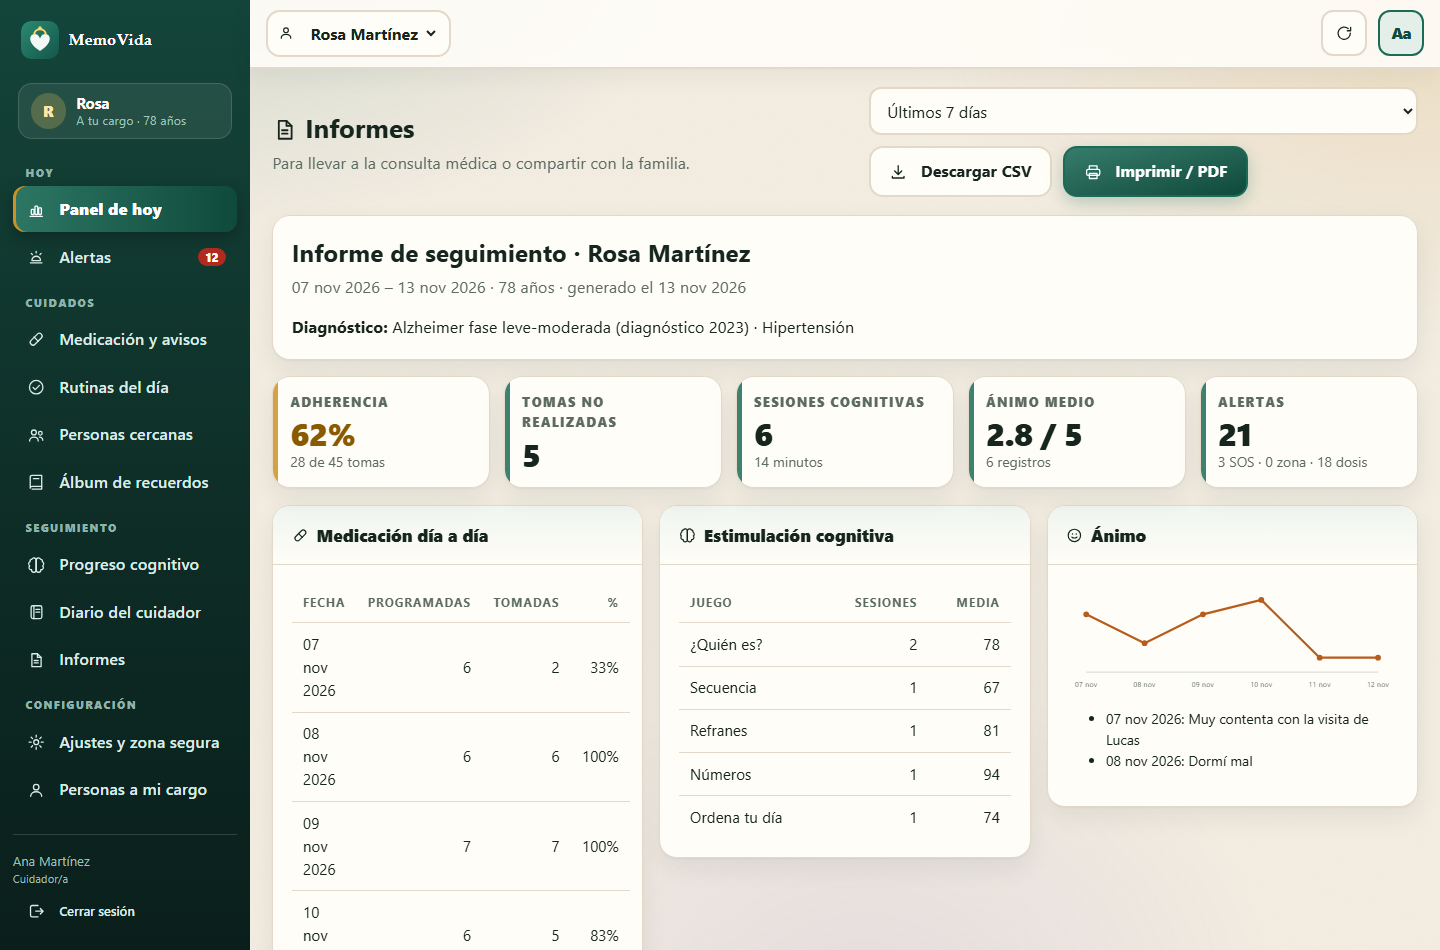 MemoVida
R
Rosa
A tu cargo · 78 años
HOY
Panel de hoy
Alertas
12
CUIDADOS
Medicación y avisos
Rutinas del día
Personas cercanas
Álbum de recuerdos
SEGUIMIENTO
Progreso cognitivo
Diario del cuidador
Informes
CONFIGURACIÓN
Ajustes y zona segura
Personas a mi cargo
Ana Martínez
Cuidador/a
Cerrar sesión
Rosa Martínez
Aa
Informes
Para llevar a la consulta médica o compartir con la familia.
Últimos 7 días
Descargar CSV
Imprimir / PDF
Informe de seguimiento · Rosa Martínez
07 nov 2026 – 13 nov 2026 · 78 años · generado el 13 nov 2026
Diagnóstico: Alzheimer fase leve-moderada (diagnóstico 2023) · Hipertensión
ADHERENCIA
62%
28 de 45 tomas
TOMAS NO
REALIZADAS
5
SESIONES COGNITIVAS
6
14 minutos
ÁNIMO MEDIO
2.8 / 5
6 registros
ALERTAS
21
3 SOS · 0 zona · 18 dosis
Medicación día a día
FECHA PROGRAMADAS TOMADAS %
07
nov 6 2 33%
2026
08
nov 6 6 100%
2026
09
nov 7 7 100%
2026
10
nov 6 5 83%
Estimulación cognitiva
JUEGO SESIONES MEDIA
¿Quién es? 2 78
Secuencia 1 67
Refranes 1 81
Números 1 94
Ordena tu día 1 74
Ánimo
07 nov 08 nov 09 nov 10 nov 11 nov 12 nov
07 nov 2026: Muy contenta con la visita de
Lucas
08 nov 2026: Dormí mal